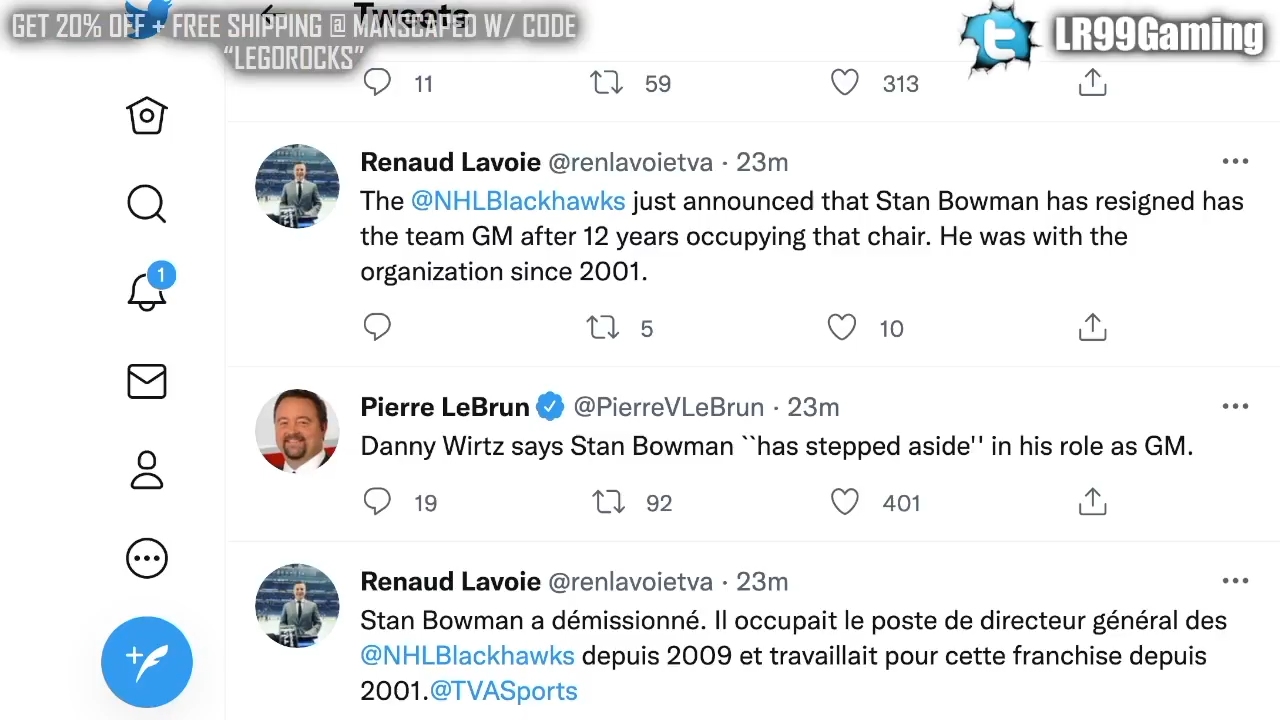 GET 20% OFF + FREE SHIPPING @ MANSCAPED W/ CODE
"LEGOROCKS"
Tweets
LR99Gaming
11 59 313
Renaud Lavoie @renlavoietva · 23m
The @NHLBlackhawks just announced that Stan Bowman has resigned has
the team GM after 12 years occupying that chair. He was with the
organization since 2001.
5 10
1
Pierre LeBrun @PierreVLeBrun · 23m
Danny Wirtz says Stan Bowman ``has stepped aside'' in his role as GM.
19 92 401
Renaud Lavoie @renlavoietva · 23m
Stan Bowman a démissionné. Il occupait le poste de directeur général des
@NHLBlackhawks depuis 2009 et travaillait pour cette franchise depuis
2001.@TVASports